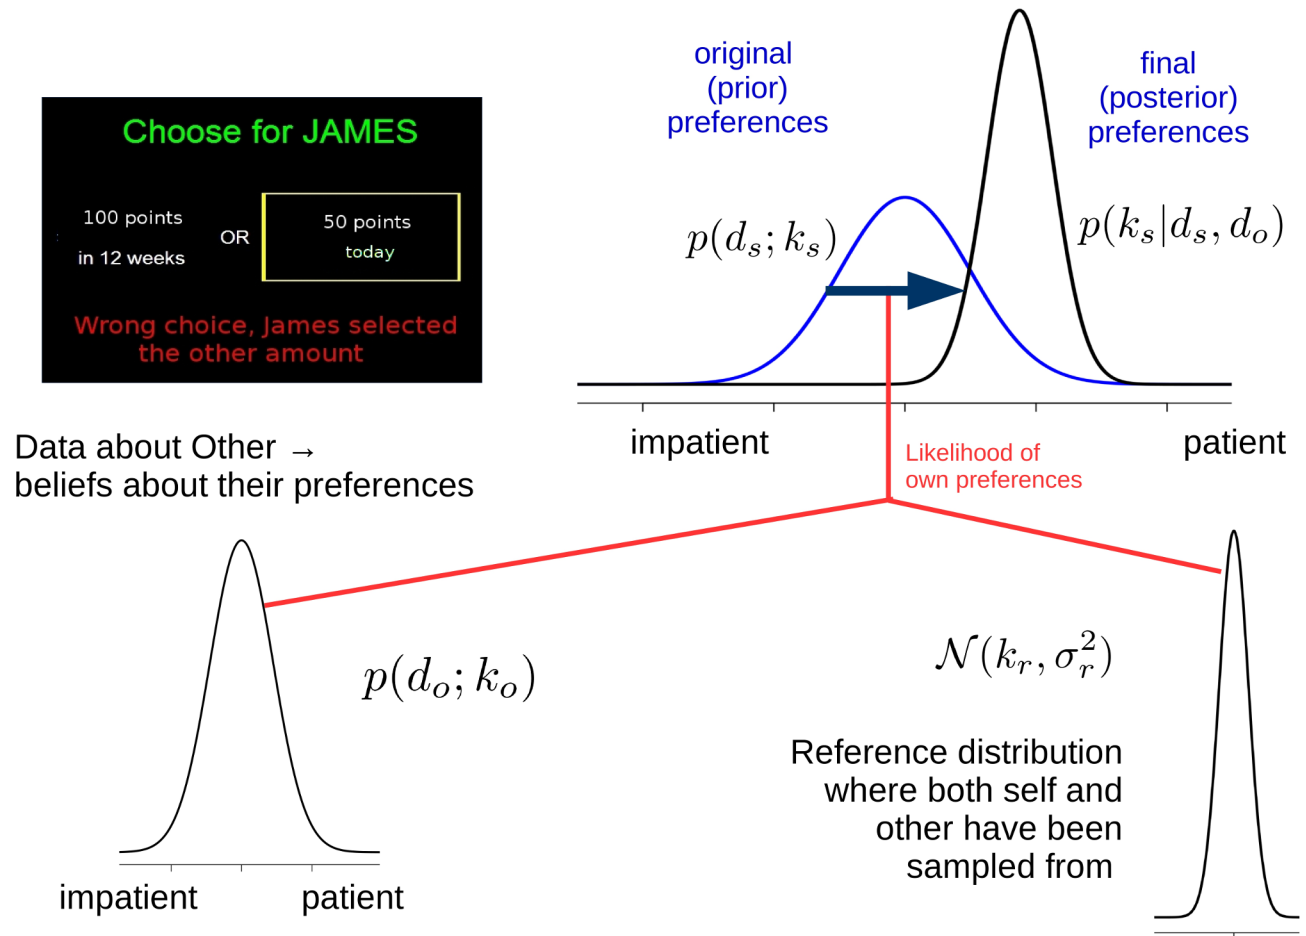 original
(prior)
preferences
final
(posterior)
preferences
Choose for JAMES
100 points
in 12 weeks
OR
50 points
today
Wrong choice, James selected
the other amount
p(d_s; k_s)
p(k_s|d_s, d_o)
impatient
patient
Likelihood of
own preferences
Data about Other →
beliefs about their preferences
p(d_o; k_o)
impatient
patient
𝒩(k_r, σ_r^2)
Reference distribution
where both self and
other have been
sampled from